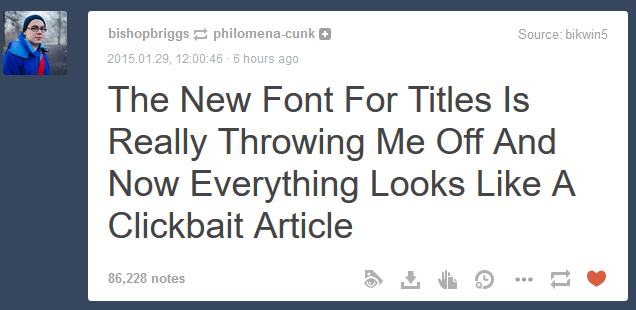 bishopbriggs philomena-cunk
Source: bikwin5
2015.01.29, 12:00:46 · 6 hours ago
The New Font For Titles Is
Really Throwing Me Off And
Now Everything Looks Like A
Clickbait Article
86,228 notes